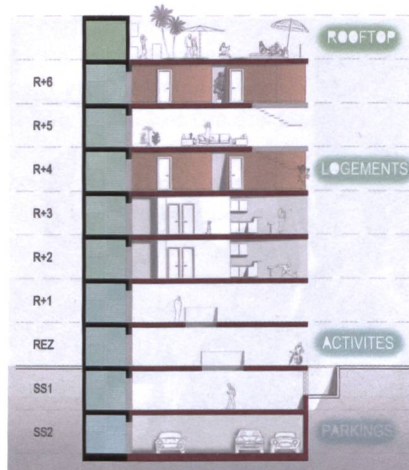 ROOFTOP
R+6
R+5
R+4
LOGEMENTS
R+3
R+2
R+1
REZ
ACTIVITES
SS1
SS2
PARKINGS